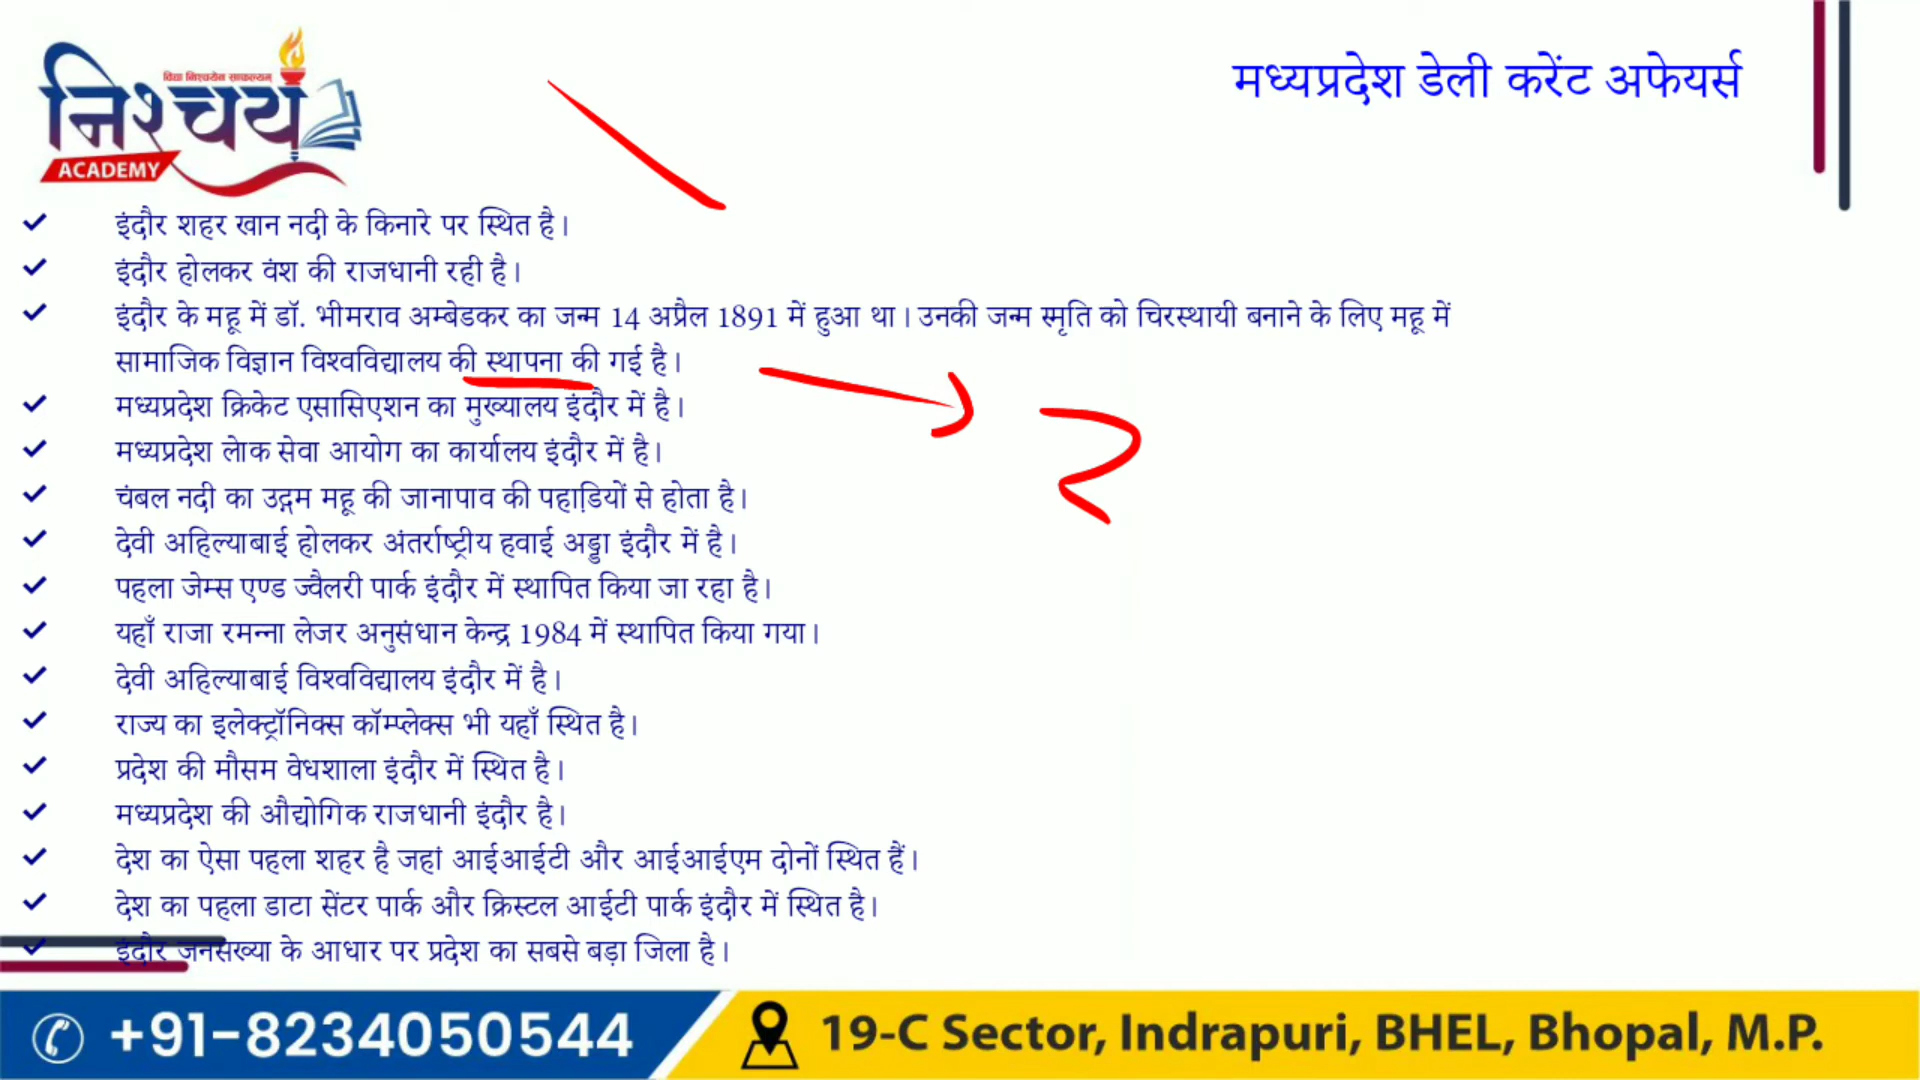 विद्या निश्चयेन साफल्यम्
निश्चय
ACADEMY
मध्यप्रदेश डेली करेंट अफेयर्स
इंदौर शहर खान नदी के किनारे पर स्थित है।
इंदौर होलकर वंश की राजधानी रही है।
इंदौर के महू में डॉ. भीमराव अम्बेडकर का जन्म 14 अप्रैल 1891 में हुआ था। उनकी जन्म स्मृति को चिरस्थायी बनाने के लिए महू में
सामाजिक विज्ञान विश्वविद्यालय की स्थापना की गई है।
मध्यप्रदेश क्रिकेट एसासिएशन का मुख्यालय इंदौर में है।
मध्यप्रदेश लेाक सेवा आयोग का कार्यालय इंदौर में है।
चंबल नदी का उद्गम महू की जानापाव की पहाड़ियों से होता है।
देवी अहिल्याबाई होलकर अंतर्राष्ट्रीय हवाई अड्डा इंदौर में है।
पहला जेम्स एण्ड ज्वैलरी पार्क इंदौर में स्थापित किया जा रहा है।
यहाँ राजा रमन्ना लेजर अनुसंधान केन्द्र 1984 में स्थापित किया गया।
देवी अहिल्याबाई विश्वविद्यालय इंदौर में है।
राज्य का इलेक्ट्रॉनिक्स कॉम्प्लेक्स भी यहाँ स्थित है।
प्रदेश की मौसम वेधशाला इंदौर में स्थित है।
मध्यप्रदेश की औद्योगिक राजधानी इंदौर है।
देश का ऐसा पहला शहर है जहां आईआईटी और आईआईएम दोनों स्थित हैं।
देश का पहला डाटा सेंटर पार्क और क्रिस्टल आईटी पार्क इंदौर में स्थित है।
इंदौर जनसंख्या के आधार पर प्रदेश का सबसे बड़ा जिला है।
+91-8234050544
19-C Sector, Indrapuri, BHEL, Bhopal, M.P.